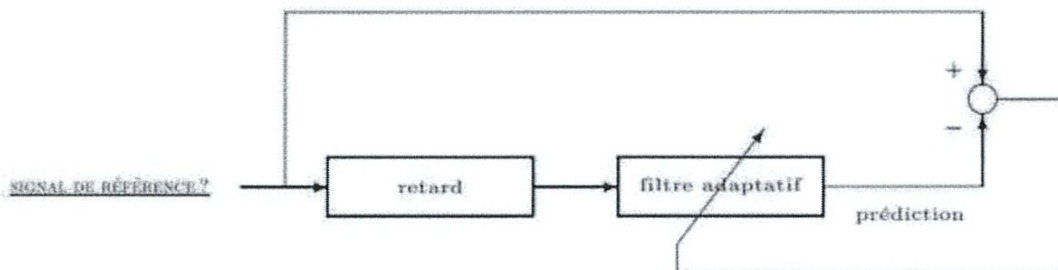 +
−
SIGNAL DE RÉFÉRENCE ?
retard
filtre adaptatif
prédiction